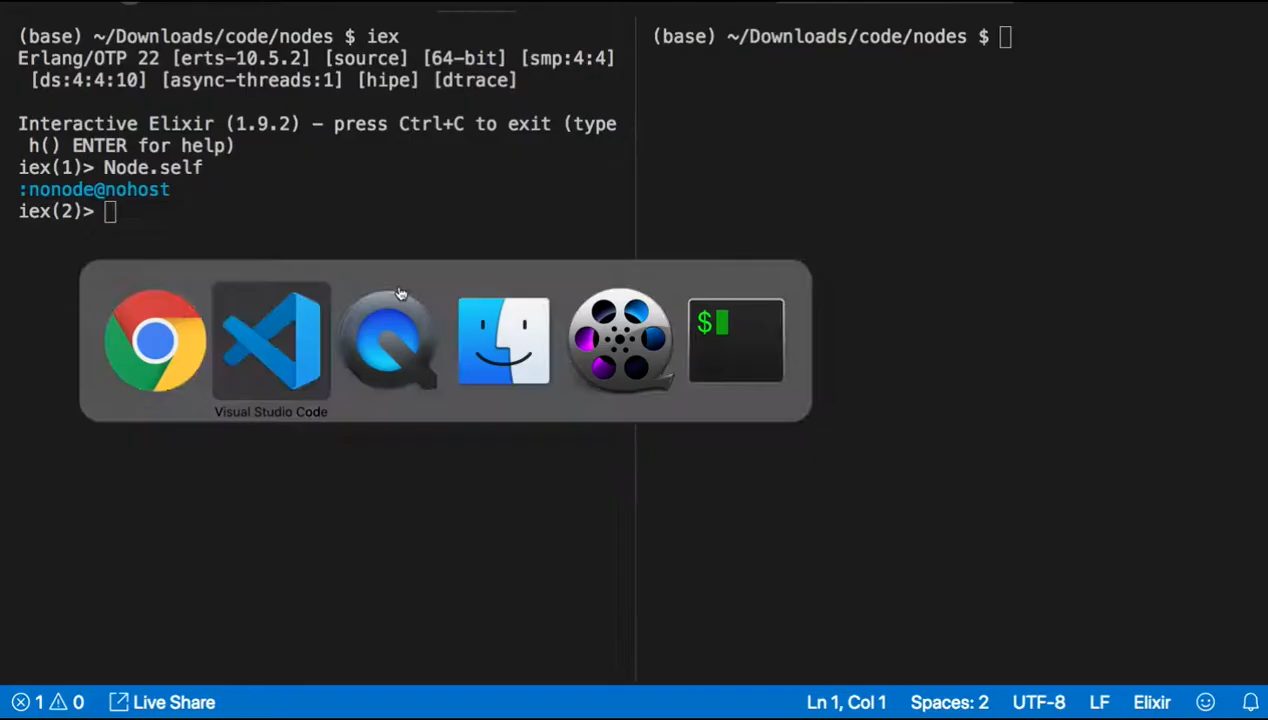 (base) ~/Downloads/code/nodes $ iex
Erlang/OTP 22 [erts-10.5.2] [source] [64-bit] [smp:4:4]
[ds:4:4:10] [async-threads:1] [hipe] [dtrace]
Interactive Elixir (1.9.2) - press Ctrl+C to exit (type
h() ENTER for help)
iex(1)> Node.self
:nonode@nohost
iex(2)>
(base) ~/Downloads/code/nodes $
$
Visual Studio Code
1 0 Live Share
Ln 1, Col 1 Spaces: 2 UTF-8 LF Elixir